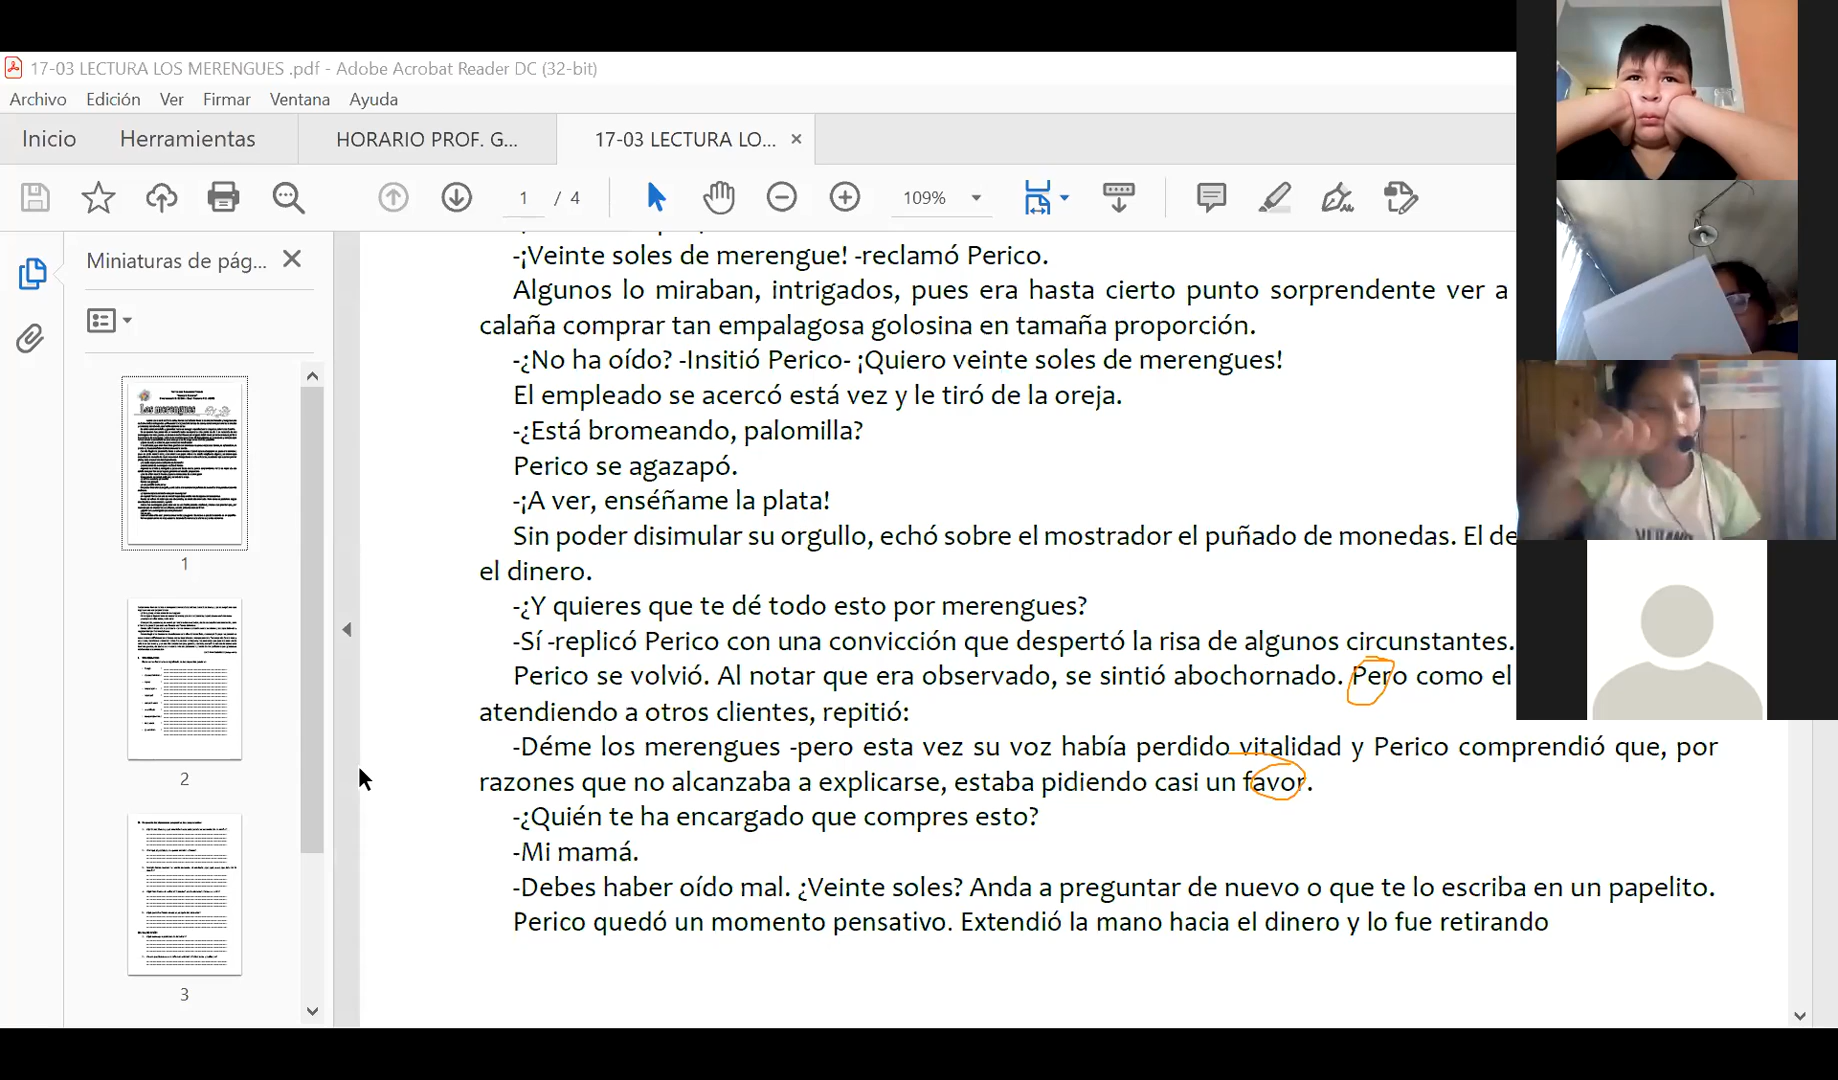 17-03 LECTURA LOS MERENGUES .pdf - Adobe Acrobat Reader DC (32-bit)
Archivo Edición Ver Firmar Ventana Ayuda
Inicio Herramientas HORARIO PROF. G... 17-03 LECTURA LO... ×
1 / 4 109%
Miniaturas de pág...
-¡Veinte soles de merengue! -reclamó Perico.
Algunos lo miraban, intrigados, pues era hasta cierto punto sorprendente ver a
calaña comprar tan empalagosa golosina en tamaña proporción.
-¿No ha oído? -Insitió Perico- ¡Quiero veinte soles de merengues!
El empleado se acercó está vez y le tiró de la oreja.
-¿Está bromeando, palomilla?
Perico se agazapó.
-¡A ver, enséñame la plata!
Sin poder disimular su orgullo, echó sobre el mostrador el puñado de monedas. El de
el dinero.
-¿Y quieres que te dé todo esto por merengues?
-Sí -replicó Perico con una convicción que despertó la risa de algunos circunstantes.
Perico se volvió. Al notar que era observado, se sintió abochornado. Pero como el
atendiendo a otros clientes, repitió:
-Déme los merengues -pero esta vez su voz había perdido vitalidad y Perico comprendió que, por
razones que no alcanzaba a explicarse, estaba pidiendo casi un favor.
-¿Quién te ha encargado que compres esto?
-Mi mamá.
-Debes haber oído mal. ¿Veinte soles? Anda a preguntar de nuevo o que te lo escriba en un papelito.
Perico quedó un momento pensativo. Extendió la mano hacia el dinero y lo fue retirando
Los merengues
1
2
3